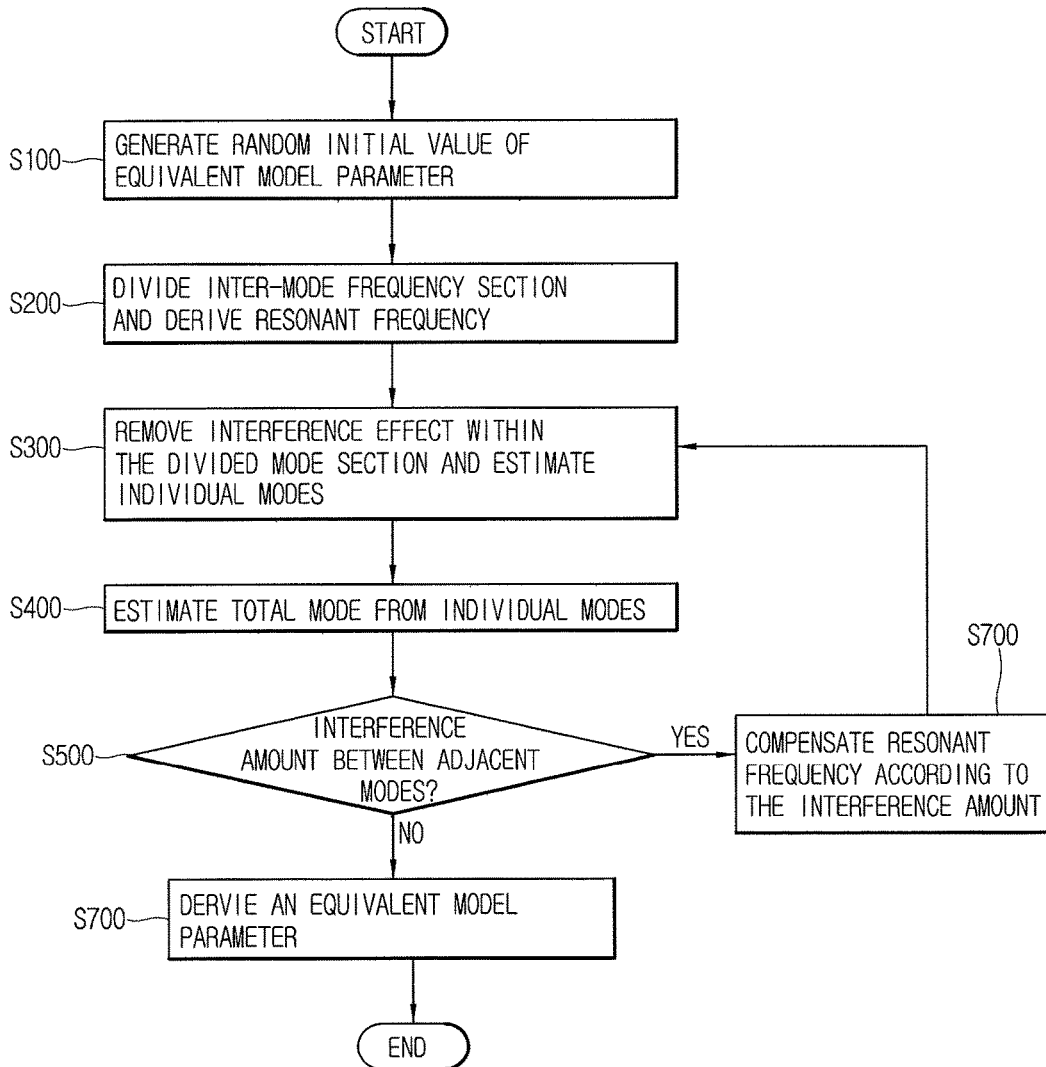 START
S100
GENERATE RANDOM INITIAL VALUE OF
EQUIVALENT MODEL PARAMETER
S200
DIVIDE INTER-MODE FREQUENCY SECTION
AND DERIVE RESONANT FREQUENCY
S300
REMOVE INTERFERENCE EFFECT WITHIN
THE DIVIDED MODE SECTION AND ESTIMATE
INDIVIDUAL MODES
S400
ESTIMATE TOTAL MODE FROM INDIVIDUAL MODES
S500
INTERFERENCE
AMOUNT BETWEEN ADJACENT
MODES?
YES
S700
COMPENSATE RESONANT
FREQUENCY ACCORDING TO
THE INTERFERENCE AMOUNT
NO
S700
DERVIE AN EQUIVALENT MODEL
PARAMETER
END